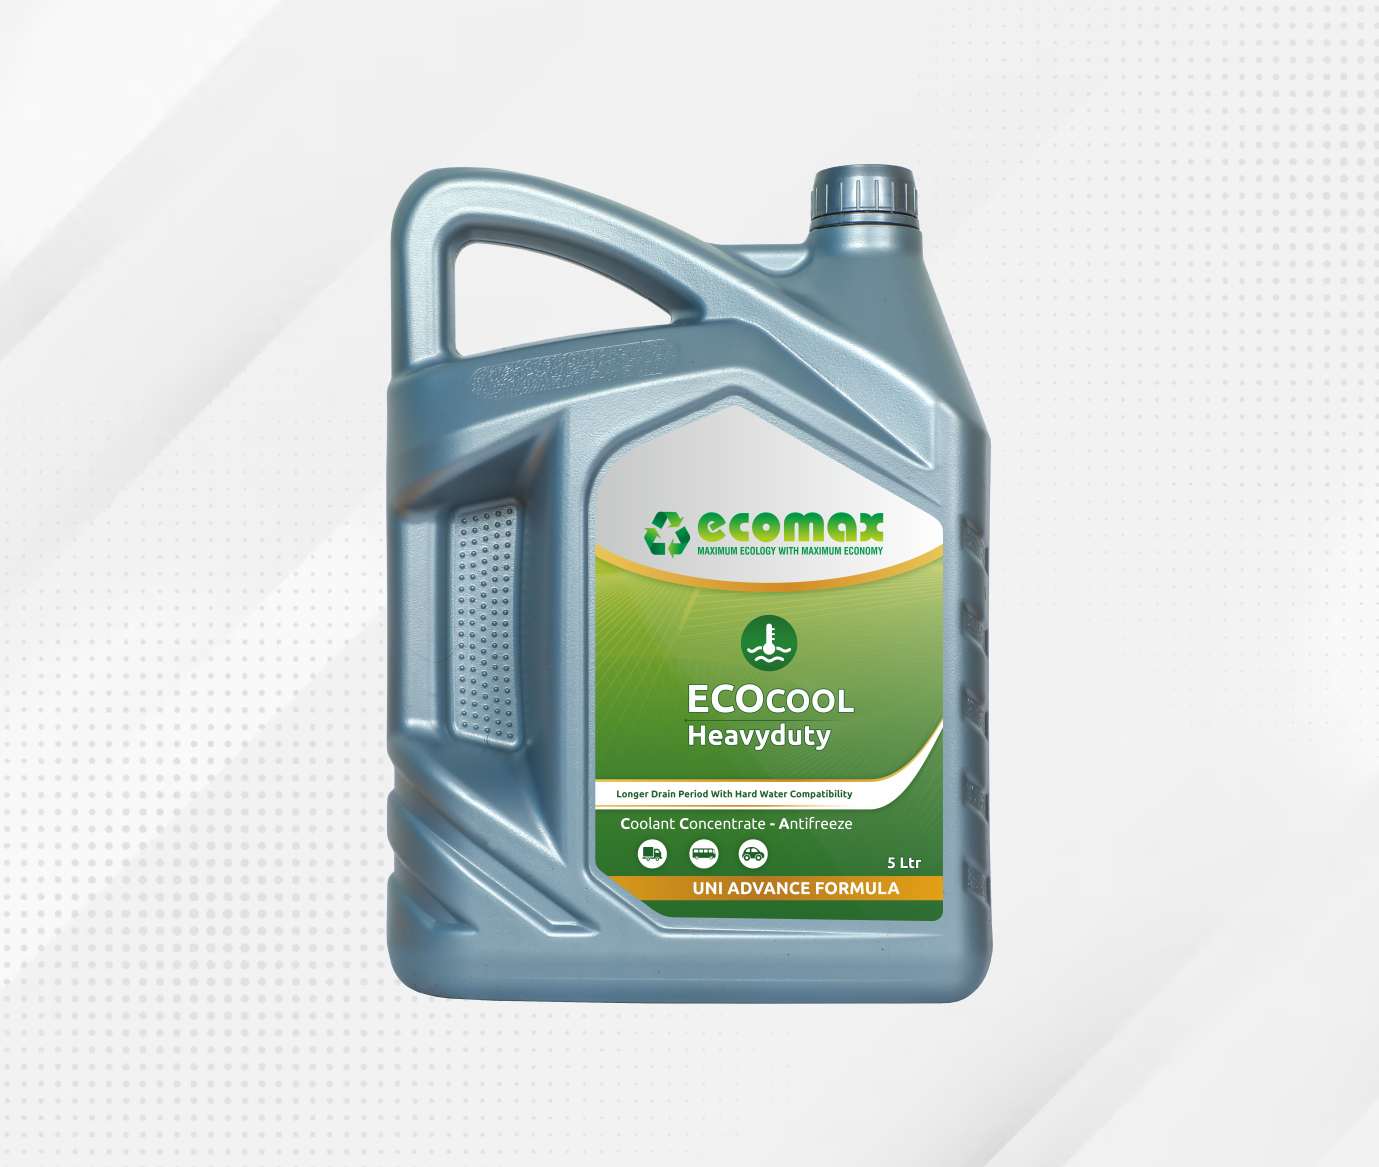 ecomax
MAXIMUM ECOLOGY WITH MAXIMUM ECONOMY
ECOCOOL
Heavyduty
Longer Drain Period With Hard Water Compatibility
Coolant Concentrate - Antifreeze
5 Ltr
UNI ADVANCE FORMULA